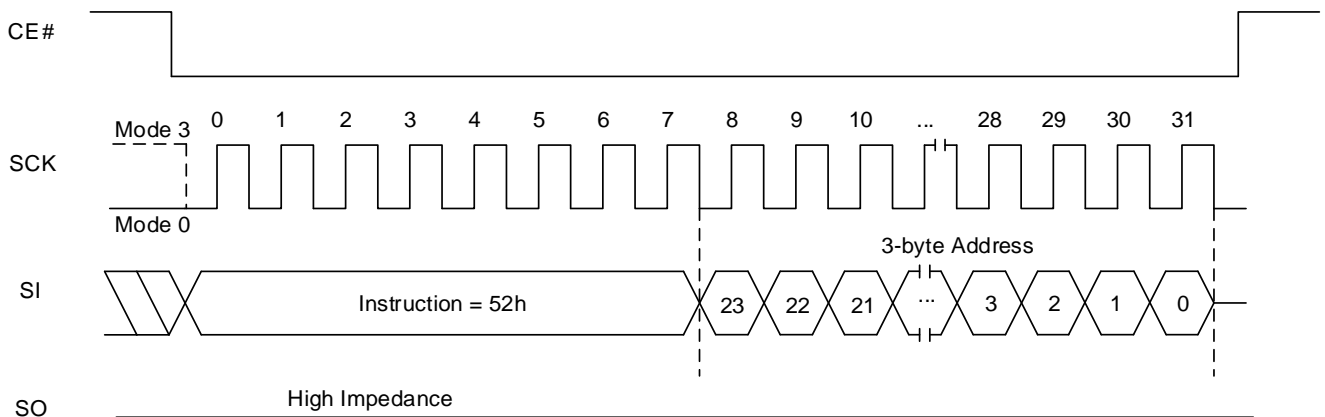 CE#
0 1 2 3 4 5 6 7 8 9 10 ... 28 29 30 31
Mode 3
SCK
Mode 0
3-byte Address
SI
Instruction = 52h 23 22 21 ... 3 2 1 0
High Impedance
SO